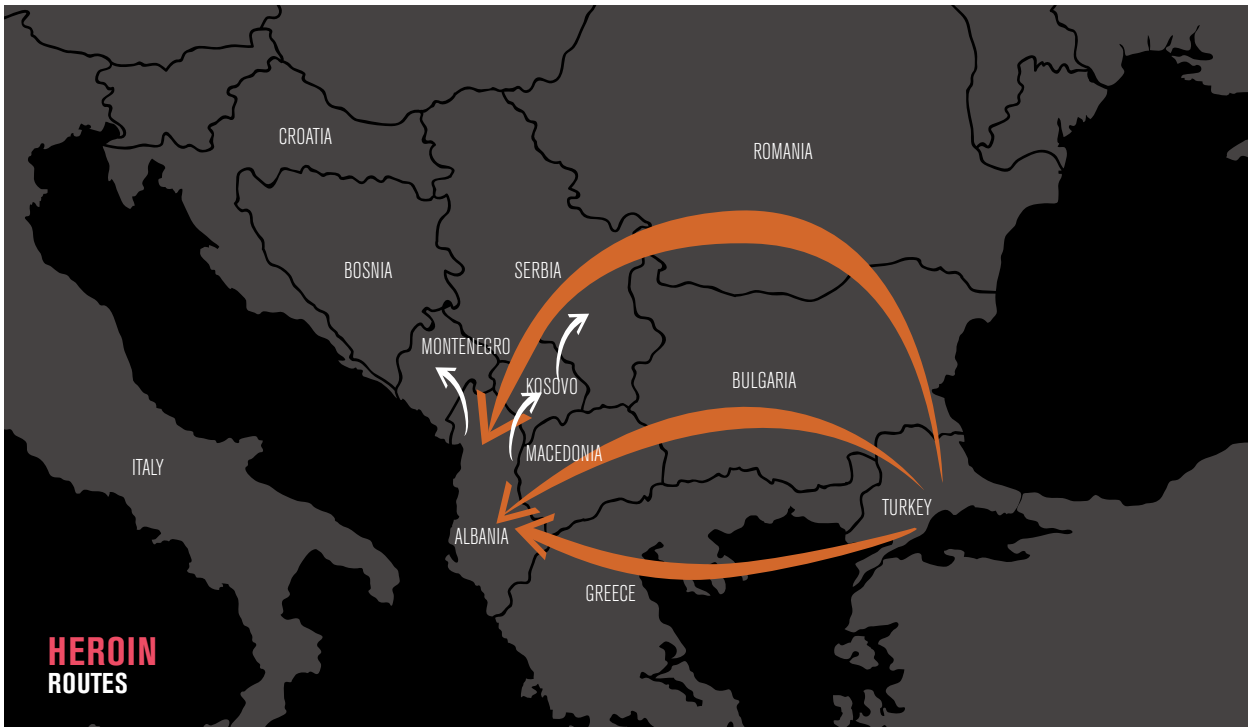 CROATIA
ROMANIA
BOSNIA
SERBIA
MONTENEGRO
KOSOVO
BULGARIA
MACEDONIA
ITALY
TURKEY
ALBANIA
GREECE
HEROIN
ROUTES